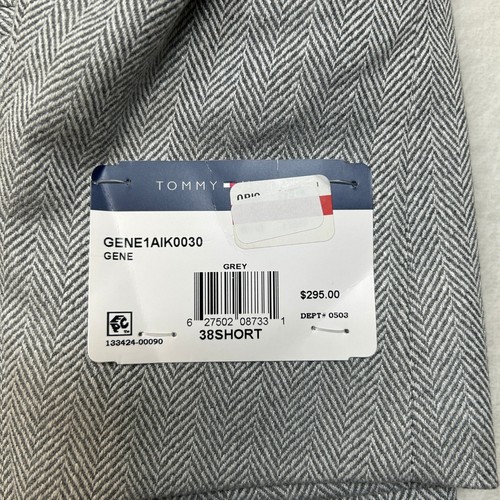 TOMMY
GENE1AIK0030
GENE
GREY
6 27502 08733 1
$295.00
DEPT# 0503
38SHORT
133424-00090